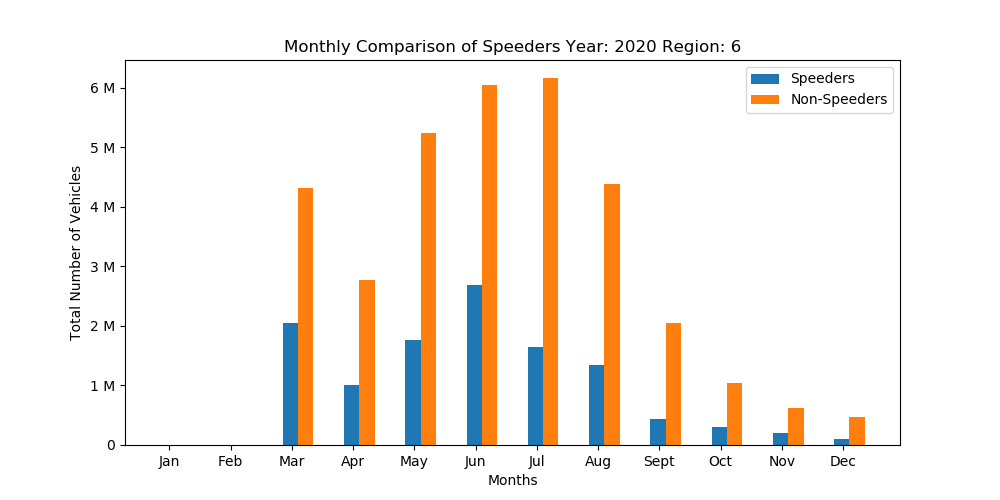 Monthly Comparison of Speeders Year: 2020 Region: 6
Speeders
Non-Speeders
Total Number of Vehicles
6 M
5 M
4 M
3 M
2 M
1 M
0
Jan Feb Mar Apr May Jun Jul Aug Sept Oct Nov Dec
Months